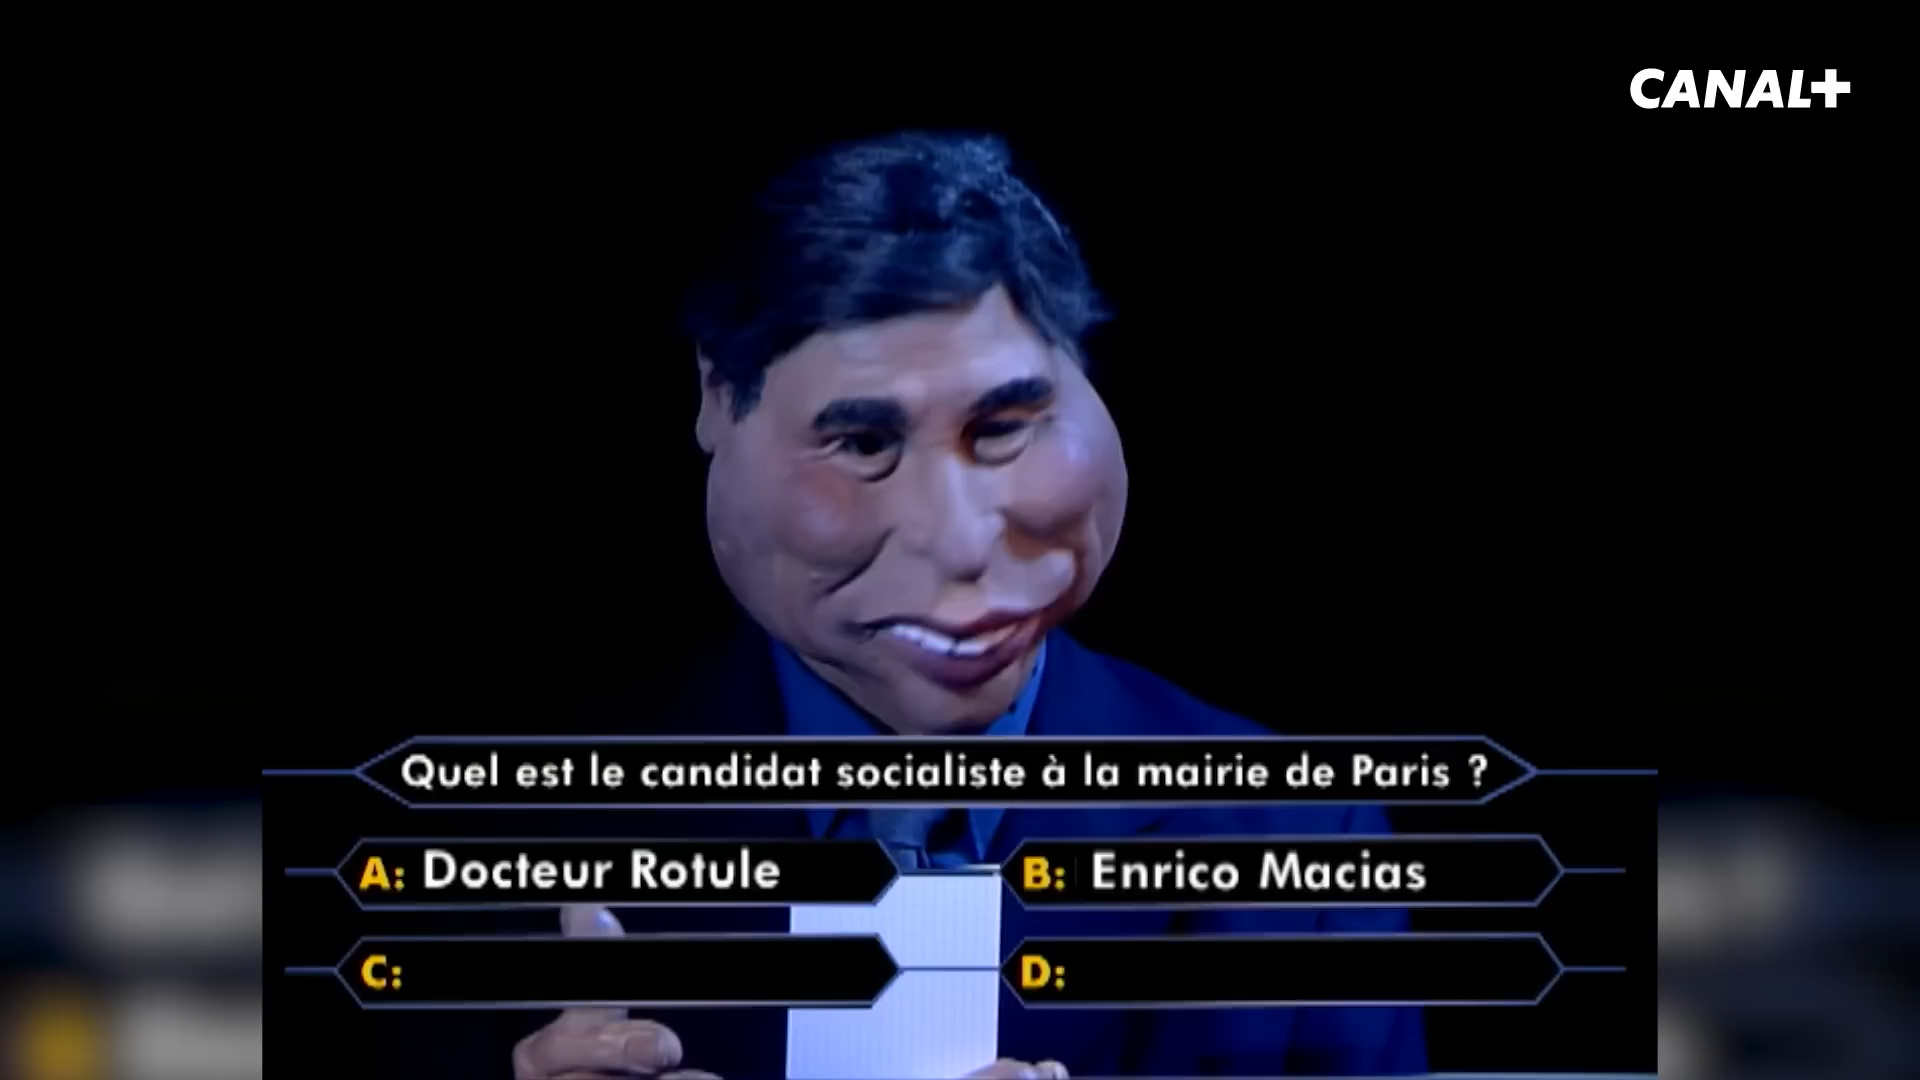 CANAL+
Quel est le candidat socialiste à la mairie de Paris ?
A: Docteur Rotule
B: Enrico Macias
C:
D: